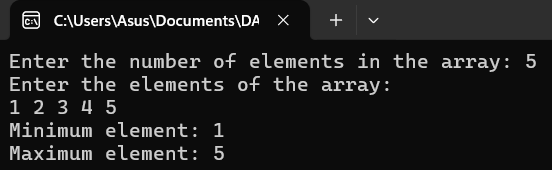 C:\Users\Asus\Documents\DA
Enter the number of elements in the array: 5
Enter the elements of the array:
1 2 3 4 5
Minimum element: 1
Maximum element: 5